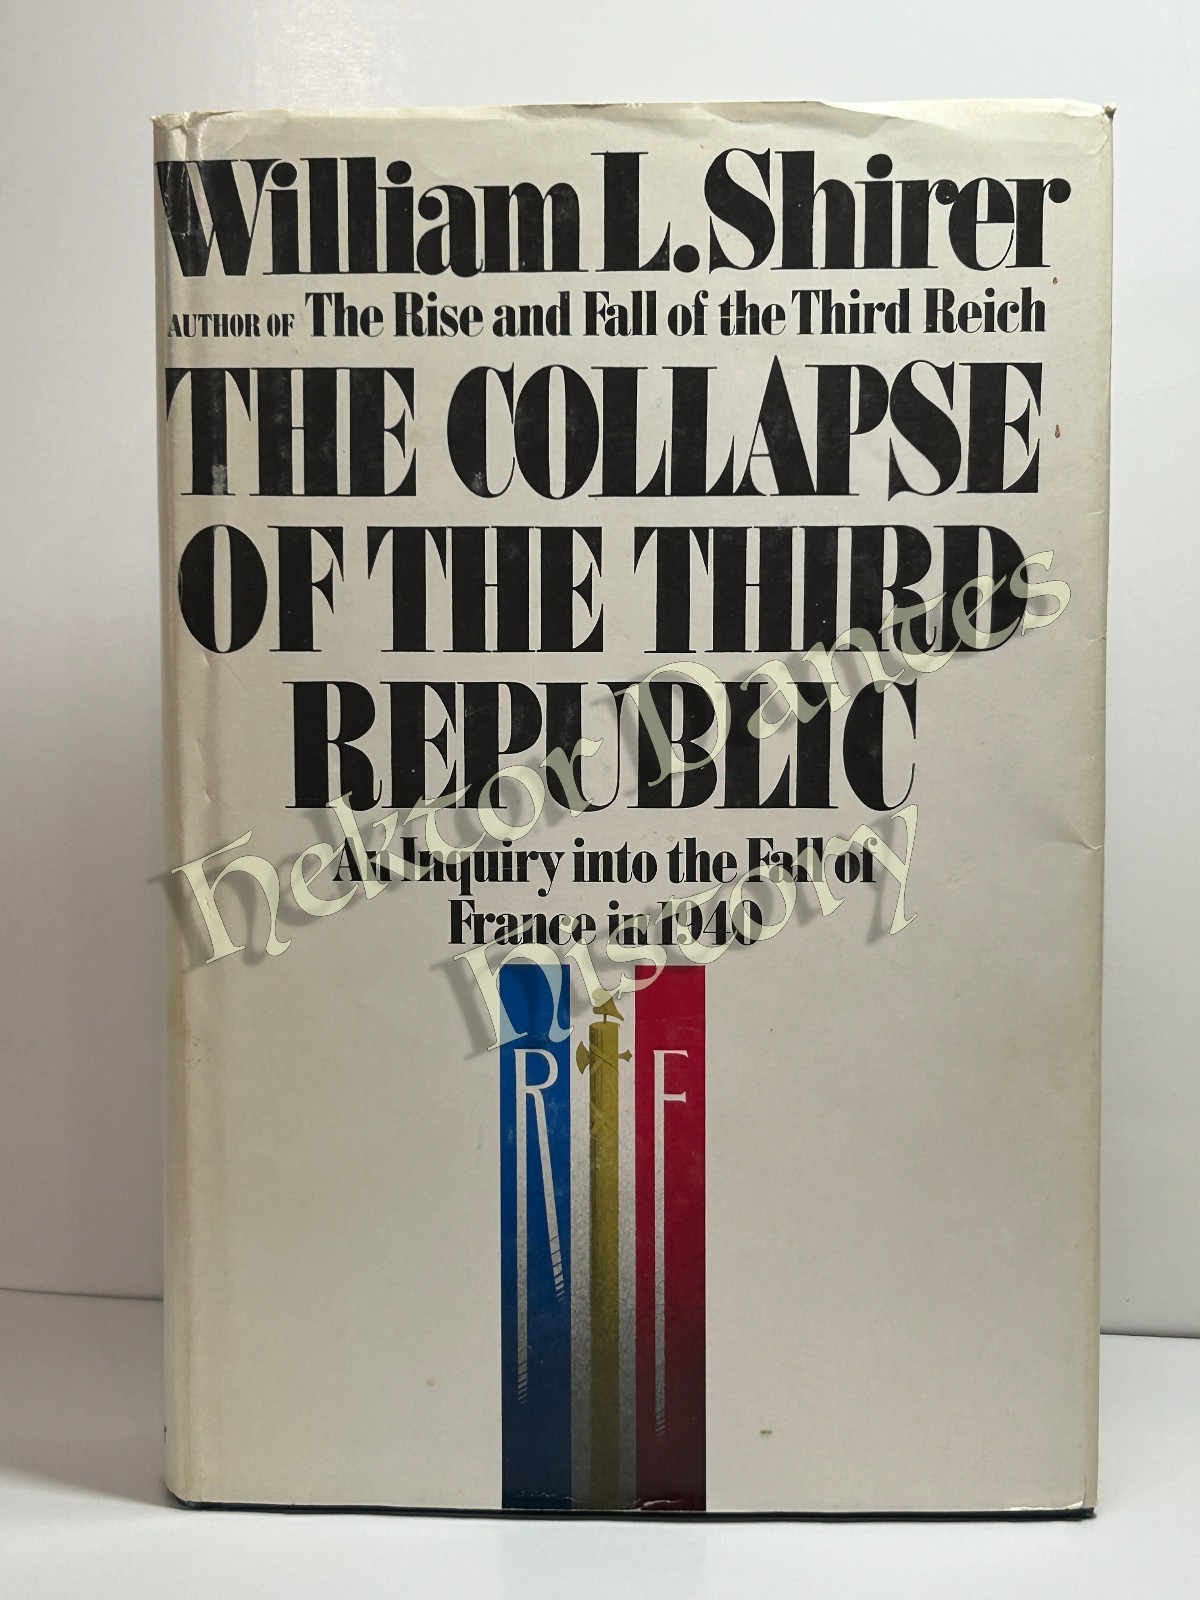 William L. Shirer
AUTHOR OF The Rise and Fall of the Third Reich
THE COLLAPSE
OF THE THIRD
REPUBLIC
An Inquiry into the Fall of
France in 1940
Hektor Dantes
History
R F